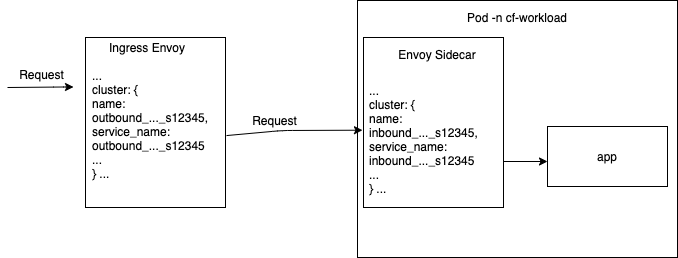 Request
Ingress Envoy
...
cluster: {
name:
outbound_..._s12345,
service_name:
outbound_..._s12345
...
} ...
Request
Pod -n cf-workload
Envoy Sidecar
...
cluster: {
name:
inbound_..._s12345,
service_name:
inbound_..._s12345
...
} ...
app